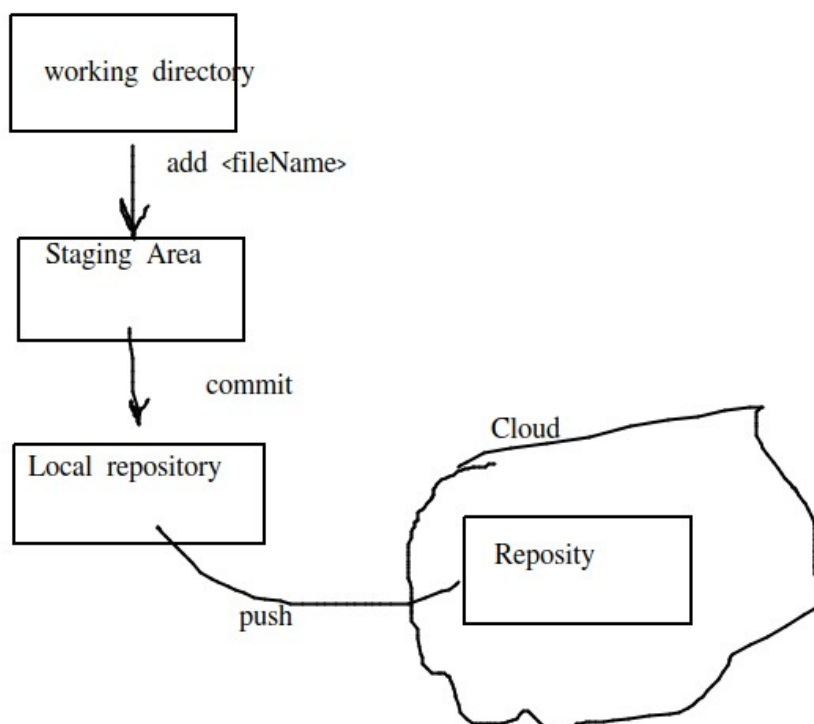 working directory
add <fileName>
Staging Area
commit
Local repository
Cloud
Reposity
push